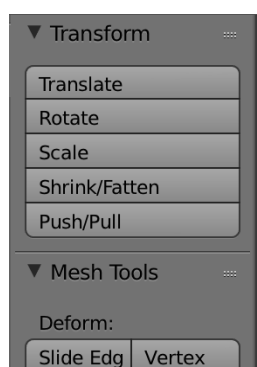 Transform
Translate
Rotate
Scale
Shrink/Fatten
Push/Pull
Mesh Tools
Deform:
Slide Edg Vertex